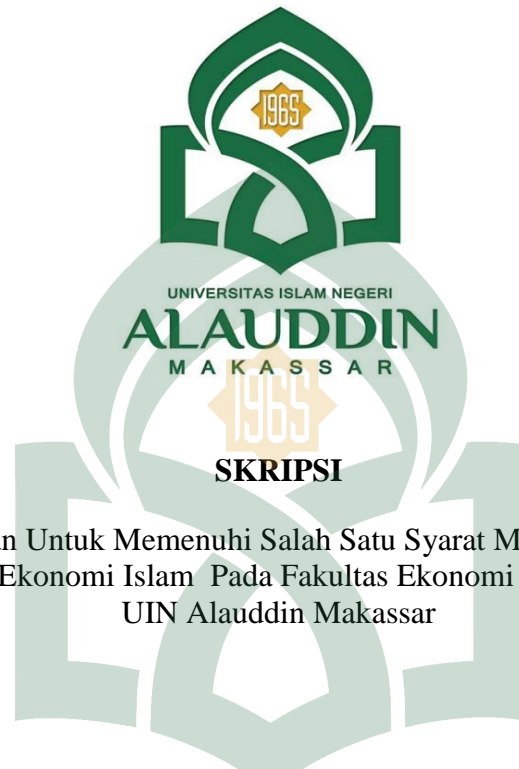 1965
UNIVERSITAS ISLAM NEGERI
ALAUDDIN
MAKASSAR
1965
SKRIPSI
n Untuk Memenuhi Salah Satu Syarat M
Ekonomi Islam Pada Fakultas Ekonomi
UIN Alauddin Makassar